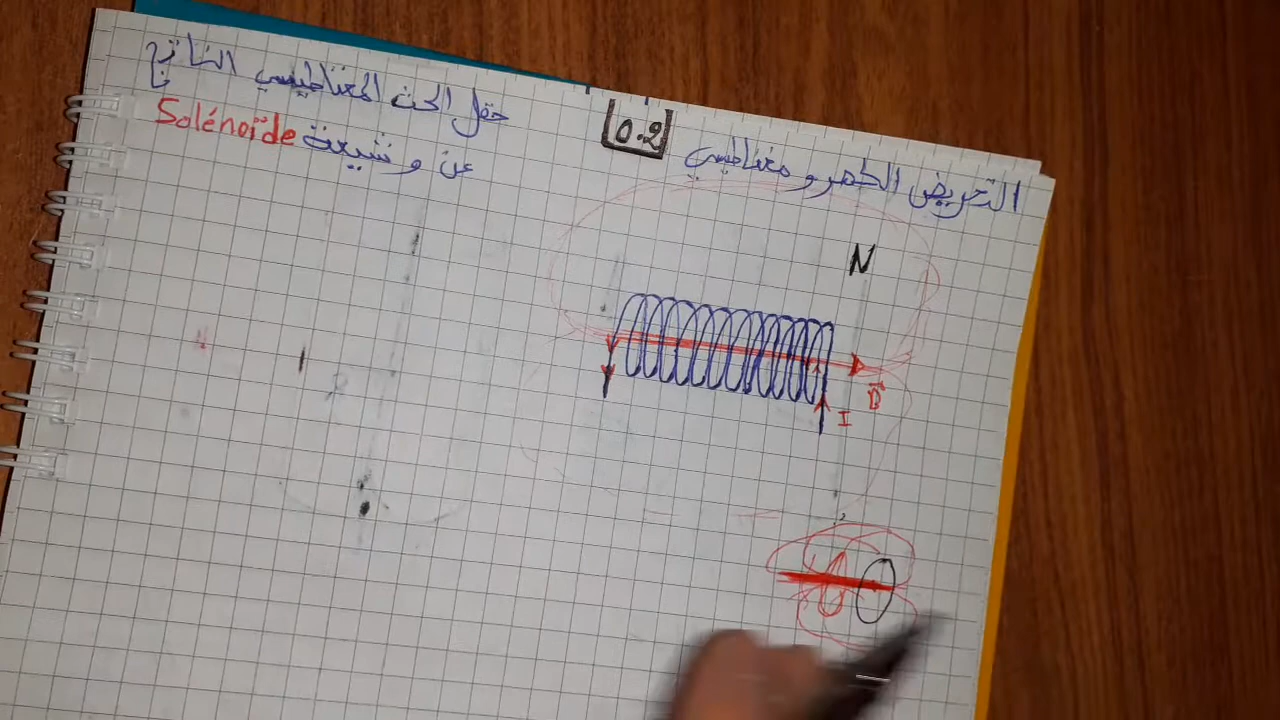 التحريض الكهرومغناطيسي
0.2
حقل الحث المغناطيسي الناتج
عن وشيعة Solénoïde
N
B
I